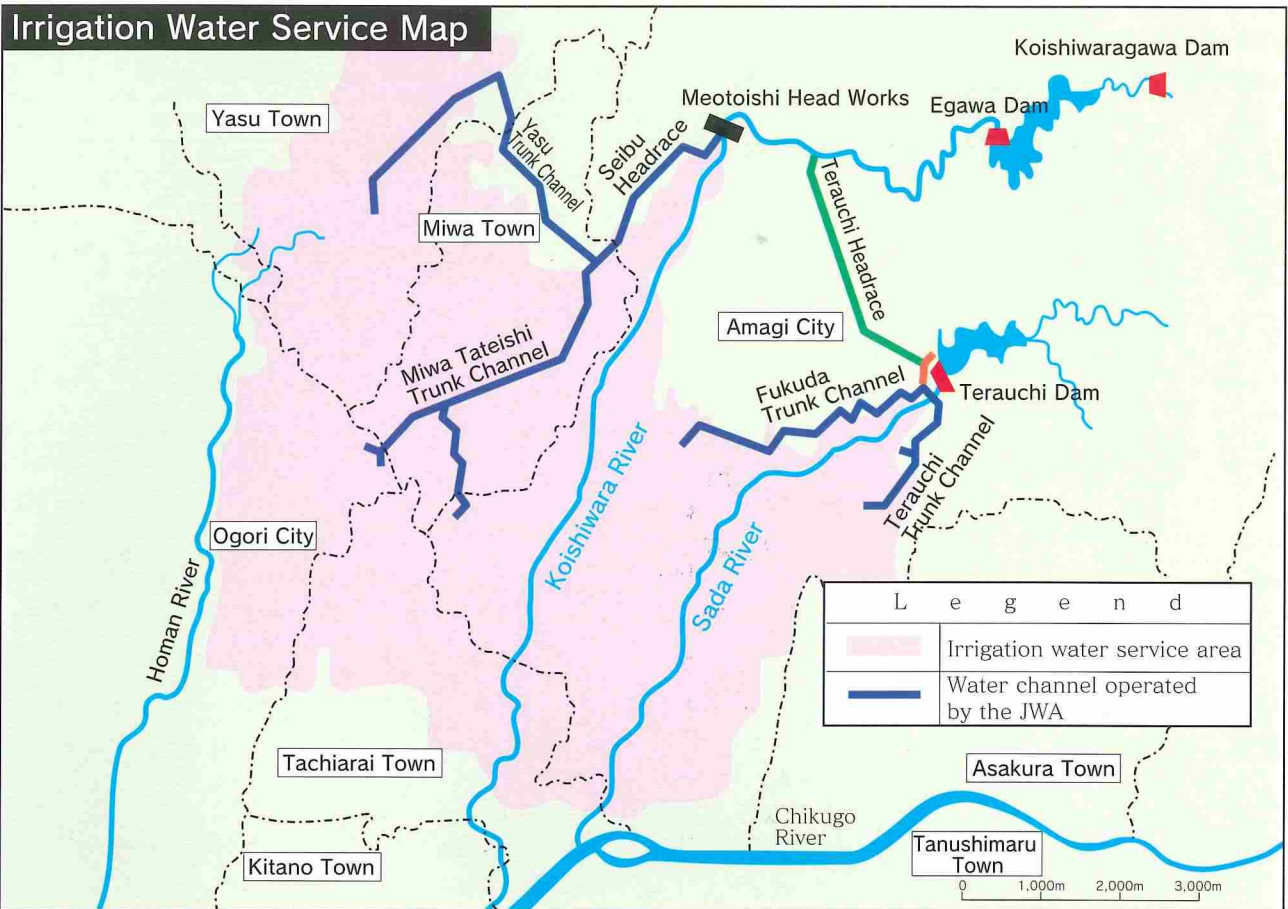 Irrigation Water Service Map
Koishiwaragawa Dam
Meotoishi Head Works
Egawa Dam
Yasu Town
Yasu
Trunk Channel
Seibu
Headrace
Terauchi Headrace
Miwa Town
Amagi City
Miwa Tateishi
Trunk Channel
Fukuda
Trunk Channel
Terauchi Dam
Terauchi
Trunk Channel
Koishiwara River
Sada River
Ogori City
Homan River
L e g e n d
Irrigation water service area
Water channel operated
by the JWA
Tachiarai Town
Asakura Town
Chikugo
River
Kitano Town
Tanushimaru
Town
0 1,000m 2,000m 3,000m